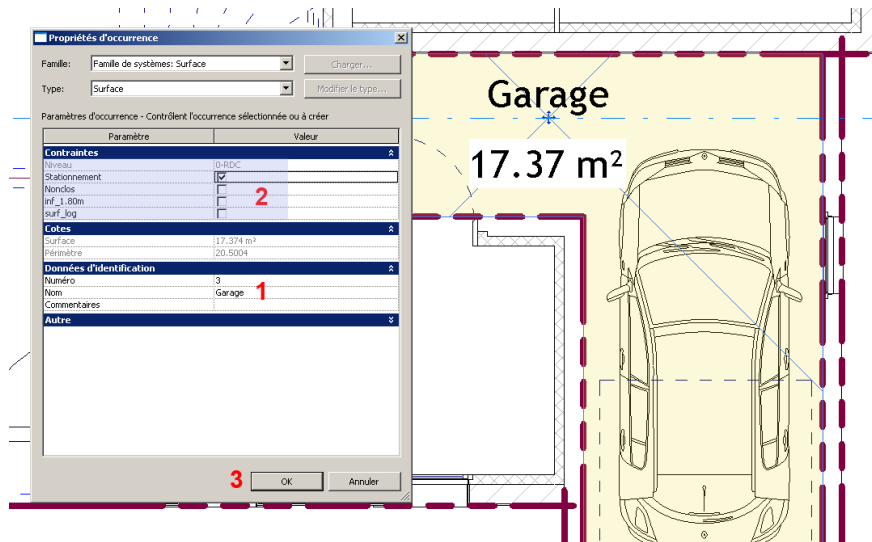 Propriétés d'occurrence
Famille: Famille de systèmes: Surface Charger...
Type: Surface Modifier le type...
Paramètres d'occurrence - Contrôlent l'occurrence sélectionnée ou à créer
Paramètre Valeur
Contraintes
Niveau 0-RDC
Stationnement
Nonclos
inf_1.80m
surf_log
2
Cotes
Surface 17.374 m²
Périmètre 20.5004
Données d'identification
Numéro 3
Nom Garage
1
Commentaires
Autre
3
OK Annuler
Garage
17.37 m²